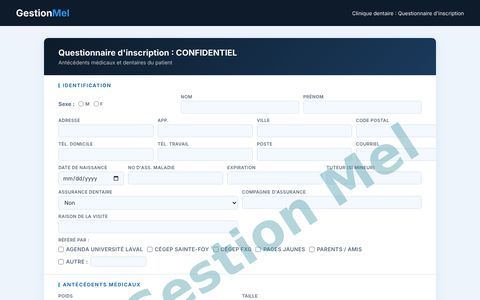 GestionMel
Clinique dentaire : Questionnaire d'inscription
Questionnaire d'inscription : CONFIDENTIEL
Antécédents médicaux et dentaires du patient
IDENTIFICATION
Sexe : M F
NOM PRÉNOM
ADRESSE APP. VILLE CODE POSTAL
TÉL. DOMICILE TÉL. TRAVAIL POSTE COURRIEL
DATE DE NAISSANCE NO D'ASS. MALADIE EXPIRATION TUTEUR (SI MINEUR)
mm/dd/yyyy
ASSURANCE DENTAIRE COMPAGNIE D'ASSURANCE
Non
RAISON DE LA VISITE
RÉFÉRÉ PAR :
AGENDA UNIVERSITÉ LAVAL CÉGEP SAINTE-FOY CÉGEP FXG PAGES JAUNES PARENTS / AMIS
AUTRE :
ANTÉCÉDENTS MÉDICAUX
POIDS TAILLE
Gestion Mel